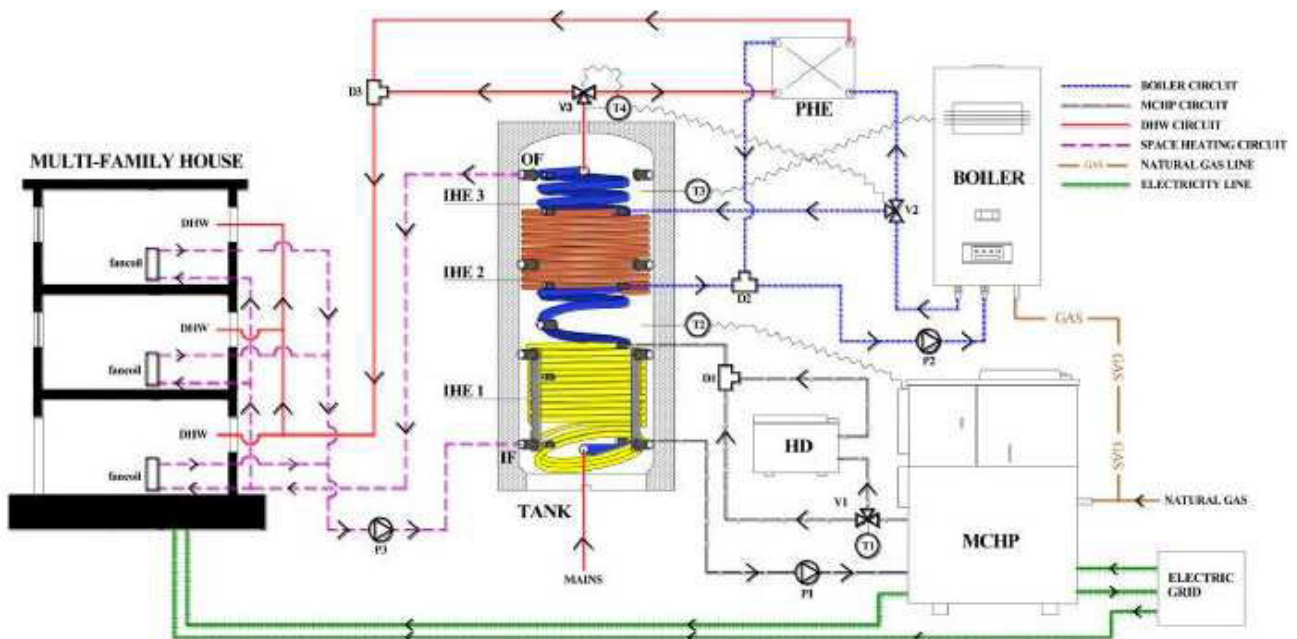 D3
V3
T4
PHE
BOILER CIRCUIT
MCHP CIRCUIT
DHW CIRCUIT
SPACE HEATING CIRCUIT
GAS NATURAL GAS LINE
ELECTRICITY LINE
MULTI-FAMILY HOUSE
OF
T3
BOILER
IHE 3
V2
DHW
fancoil
IHE 2
D2
T2
GAS
P2
DHW
GAS
fancoil
D1
IHE 1
HD
DHW
GAS
fancoil
IF
TANK
V1
NATURAL GAS
P3
T1
MCHP
MAINS
P1
ELECTRIC
GRID